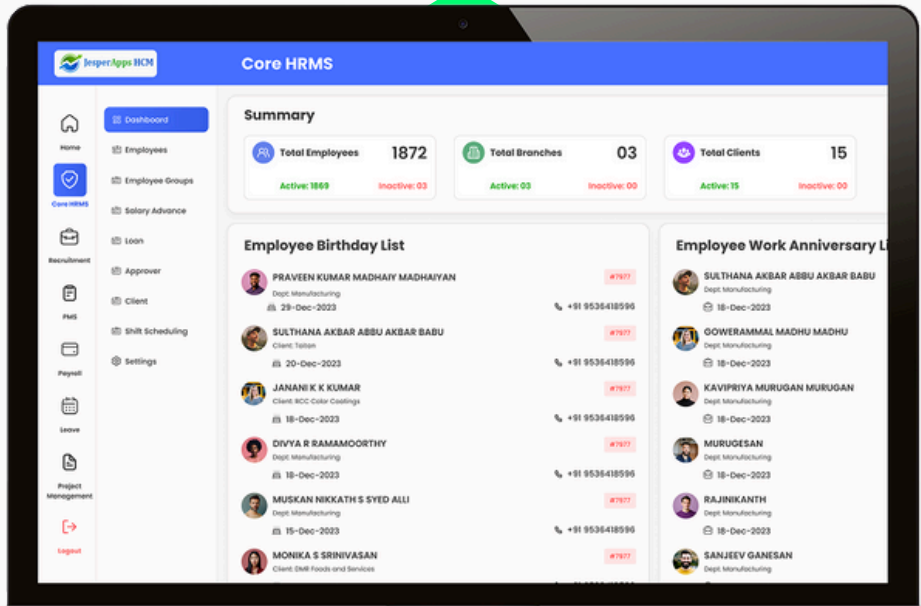 JesperApps HCM
Core HRMS
Home
Core HRMS
Recruitment
PMS
Payroll
Leave
Project
Management
Logout
Dashboard
Employees
Employee Groups
Salary Advance
Loan
Approver
Client
Shift Scheduling
Settings
Summary
Total Employees 1872
Active: 1869 Inactive: 03
Total Branches 03
Active: 03 Inactive: 00
Total Clients 15
Active: 15 Inactive: 00
Employee Birthday List
PRAVEEN KUMAR MADHAIY MADHAIYAN #7977
Dept: Manufacturing
29-Dec-2023 +91 9536418596
SULTHANA AKBAR ABBU AKBAR BABU #7977
Client: Taitan
20-Dec-2023 +91 9536418596
JANANI K K KUMAR #7977
Client: RCC Color Coatings
18-Dec-2023 +91 9536418596
DIVYA R RAMAMOORTHY #7977
Dept: Manufacturing
18-Dec-2023 +91 9536418596
MUSKAN NIKKATH S SYED ALLI #7977
Dept: Manufacturing
15-Dec-2023 +91 9536418596
MONIKA S SRINIVASAN #7977
Client: DMR Foods and Services
Employee Work Anniversary Li
SULTHANA AKBAR ABBU AKBAR BABU
Dept: Manufacturing
18-Dec-2023
GOWERAMMAL MADHU MADHU
Dept: Manufacturing
18-Dec-2023
KAVIPRIYA MURUGAN MURUGAN
Dept: Manufacturing
18-Dec-2023
MURUGESAN
Dept: Manufacturing
18-Dec-2023
RAJINIKANTH
Dept: Manufacturing
18-Dec-2023
SANJEEV GANESAN
Dept: Manufacturing